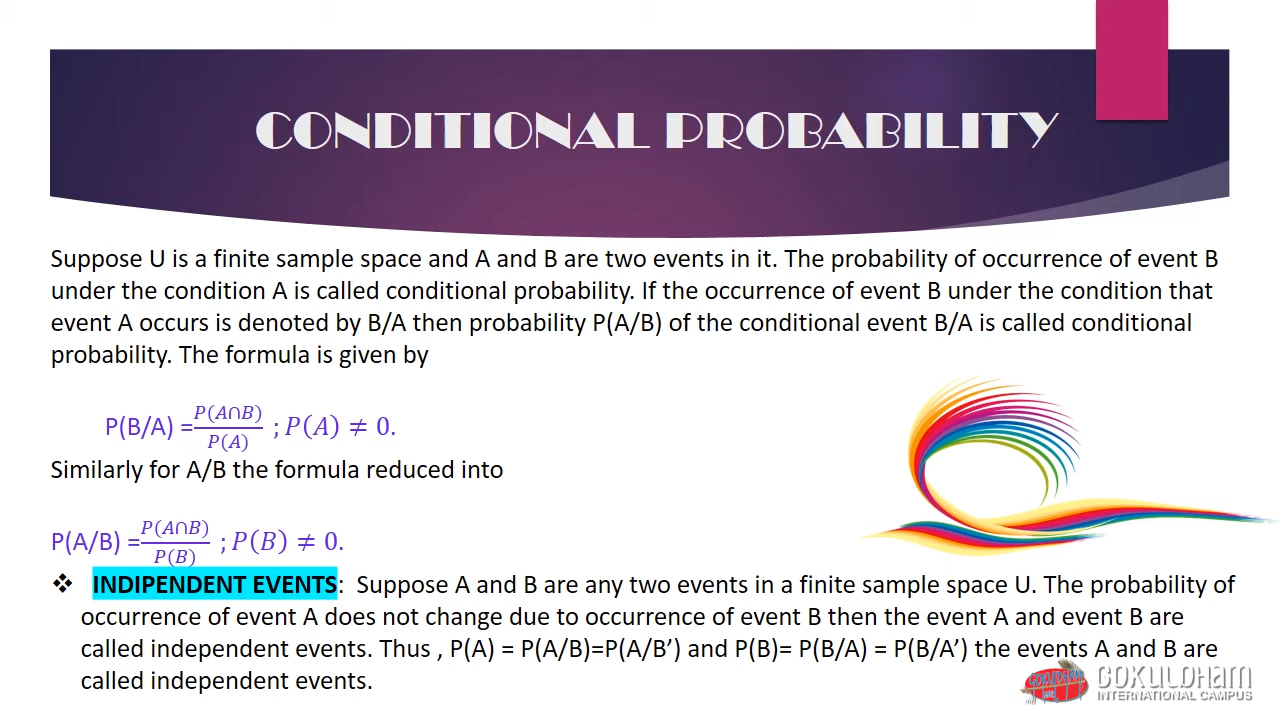 CONDITIONAL PROBABILITY
Suppose U is a finite sample space and A and B are two events in it. The probability of occurrence of event B
under the condition A is called conditional probability. If the occurrence of event B under the condition that
event A occurs is denoted by B/A then probability P(A/B) of the conditional event B/A is called conditional
probability. The formula is given by
P(B/A) =P(A∩B)/P(A) ; P(A) ≠ 0.
Similarly for A/B the formula reduced into
P(A/B) =P(A∩B)/P(B) ; P(B) ≠ 0.
❖ INDIPENDENT EVENTS: Suppose A and B are any two events in a finite sample space U. The probability of
occurrence of event A does not change due to occurrence of event B then the event A and event B are
called independent events. Thus , P(A) = P(A/B)=P(A/B’) and P(B)= P(B/A) = P(B/A’) the events A and B are
called independent events.
GOKULDHAM
INTERNATIONAL CAMPUS